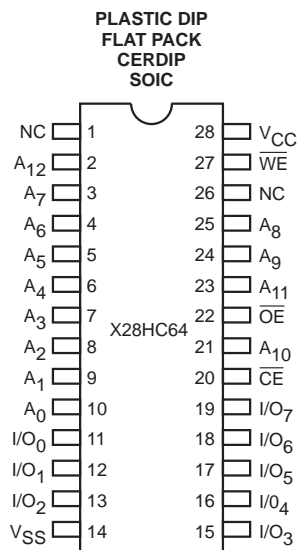 PLASTIC DIP
FLAT PACK
CERDIP
SOIC
NC 1 28 VCC
A12 2 27 WE
A7 3 26 NC
A6 4 25 A8
A5 5 24 A9
A4 6 23 A11
A3 7 22 OE
X28HC64
A2 8 21 A10
A1 9 20 CE
A0 10 19 I/O7
I/O0 11 18 I/O6
I/O1 12 17 I/O5
I/O2 13 16 I/04
VSS 14 15 I/O3